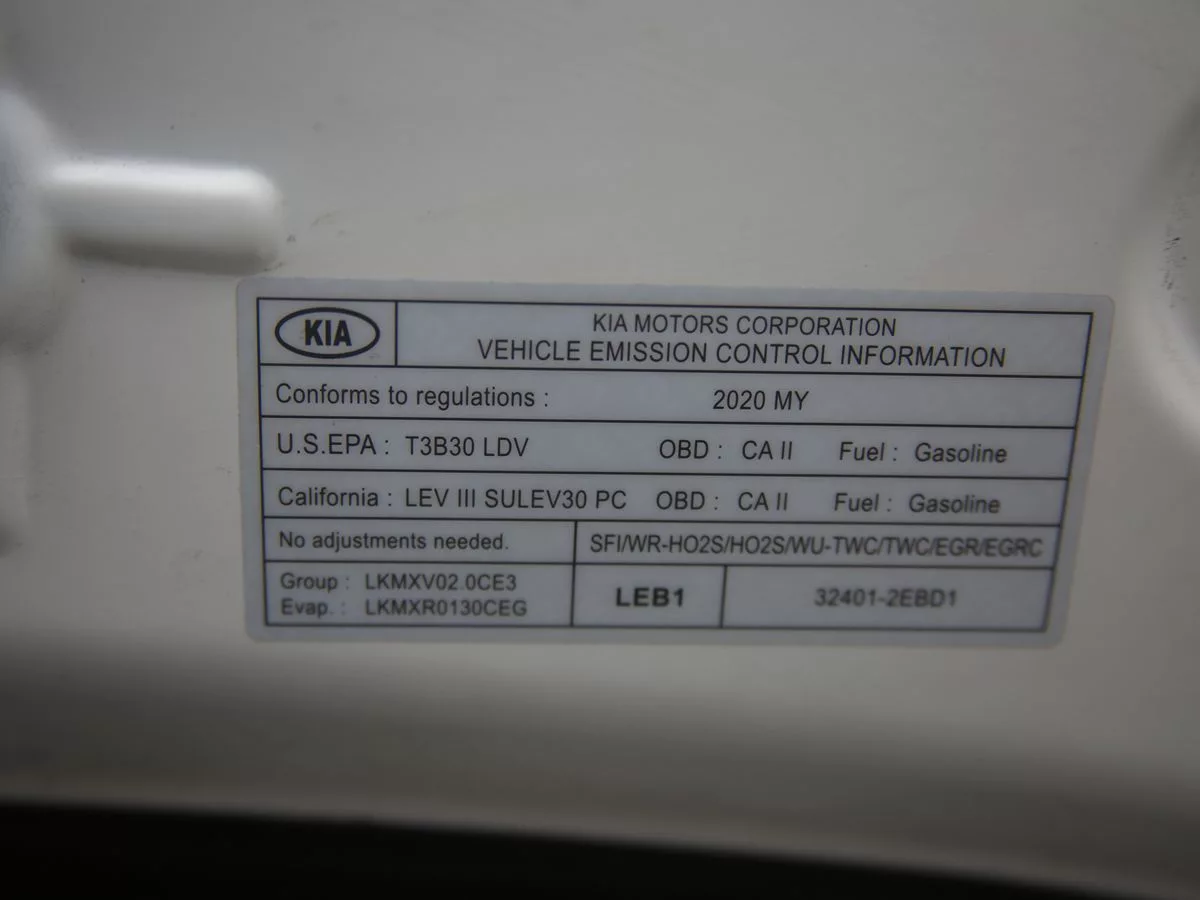 KIA
KIA MOTORS CORPORATION
VEHICLE EMISSION CONTROL INFORMATION
Conforms to regulations : 2020 MY
U.S.EPA : T3B30 LDV OBD : CA II Fuel : Gasoline
California : LEV III SULEV30 PC OBD : CA II Fuel : Gasoline
No adjustments needed. SFI/WR-HO2S/HO2S/WU-TWC/TWC/EGR/EGRC
Group : LKMXV02.0CE3
Evap. : LKMXR0130CEG
LEB1
32401-2EBD1